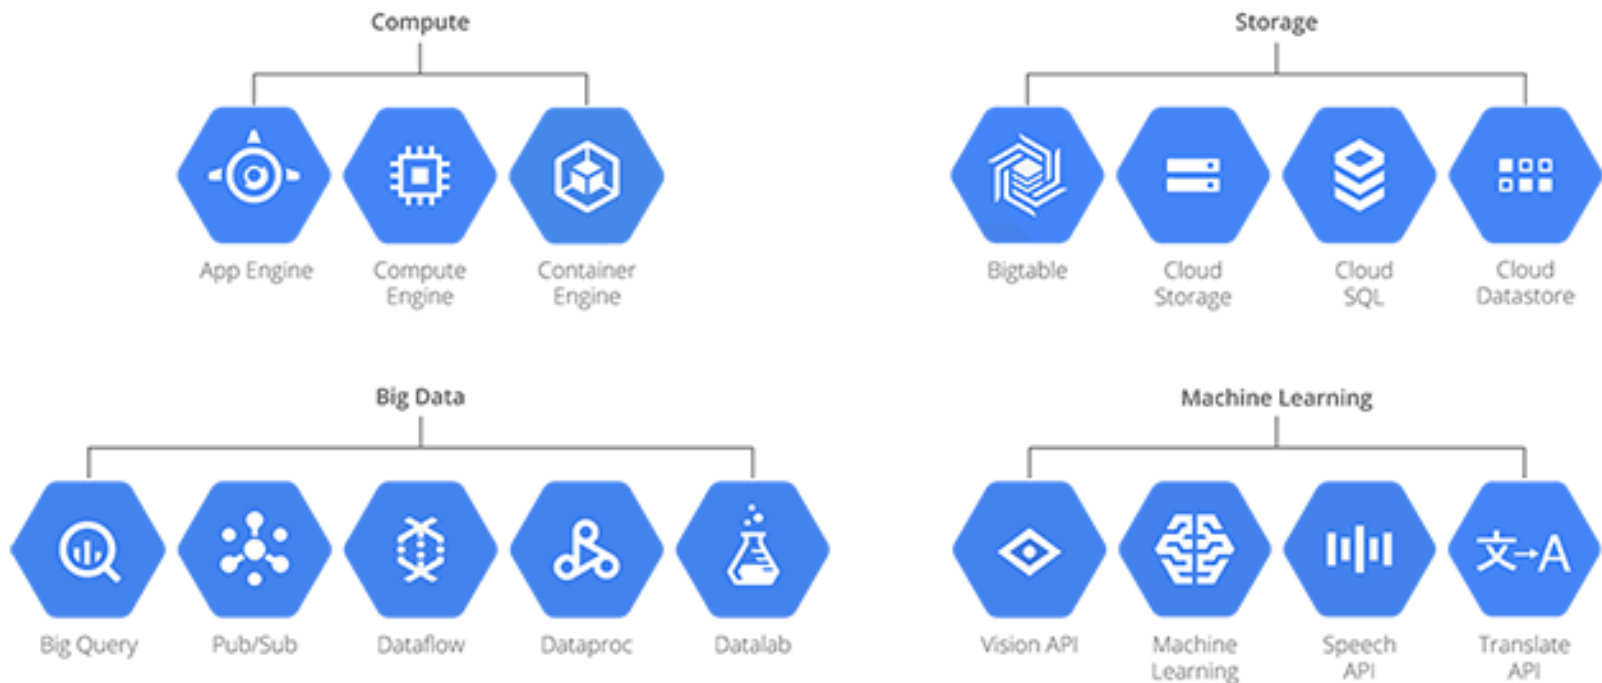 Compute
Storage
App Engine
Compute
Engine
Container
Engine
Bigtable
Cloud
Storage
Cloud
SQL
Cloud
Datastore
Big Data
Machine Learning
Big Query
Pub/Sub
Dataflow
Dataproc
Datalab
文→A
Vision API
Machine
Learning
Speech
API
Translate
API